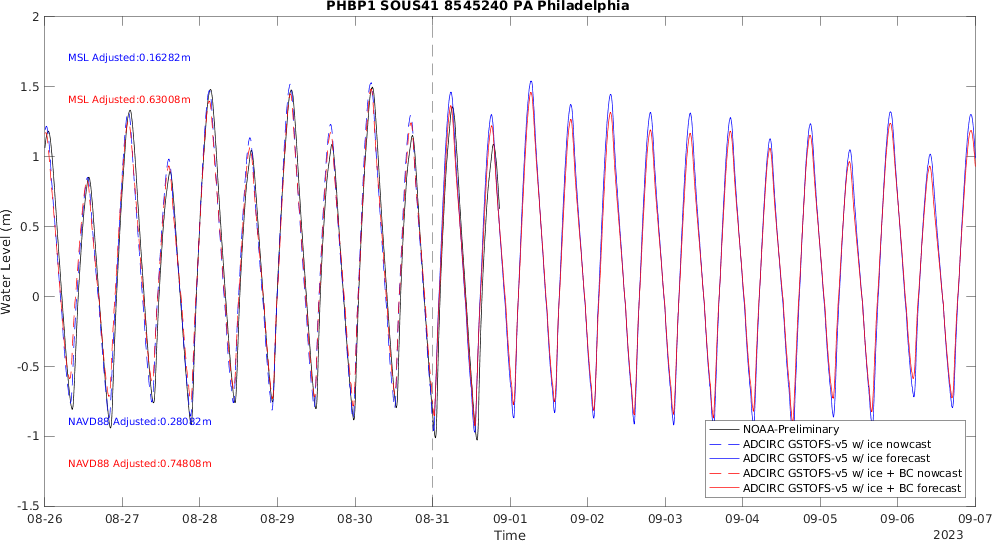 PHBP1 SOUS41 8545240 PA Philadelphia
2
MSL Adjusted:0.16282m
1.5
MSL Adjusted:0.63008m
1
0.5
Water Level (m)
0
-0.5
NAVD88 Adjusted:0.28082m
-1
NAVD88 Adjusted:0.74808m
-1.5
NOAA-Preliminary
ADCIRC GSTOFS-v5 w/ ice nowcast
ADCIRC GSTOFS-v5 w/ ice forecast
ADCIRC GSTOFS-v5 w/ ice + BC nowcast
ADCIRC GSTOFS-v5 w/ ice + BC forecast
08-26 08-27 08-28 08-29 08-30 08-31 09-01 09-02 09-03 09-04 09-05 09-06 09-07
Time
2023